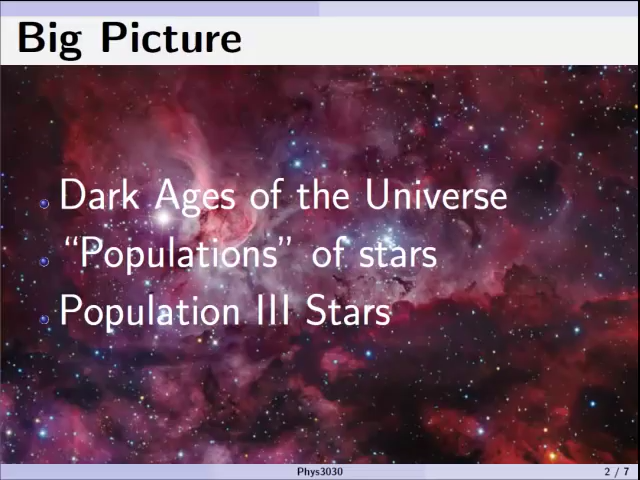 Big Picture
Dark Ages of the Universe
“Populations” of stars
Population III Stars
Phys3030
2 / 7